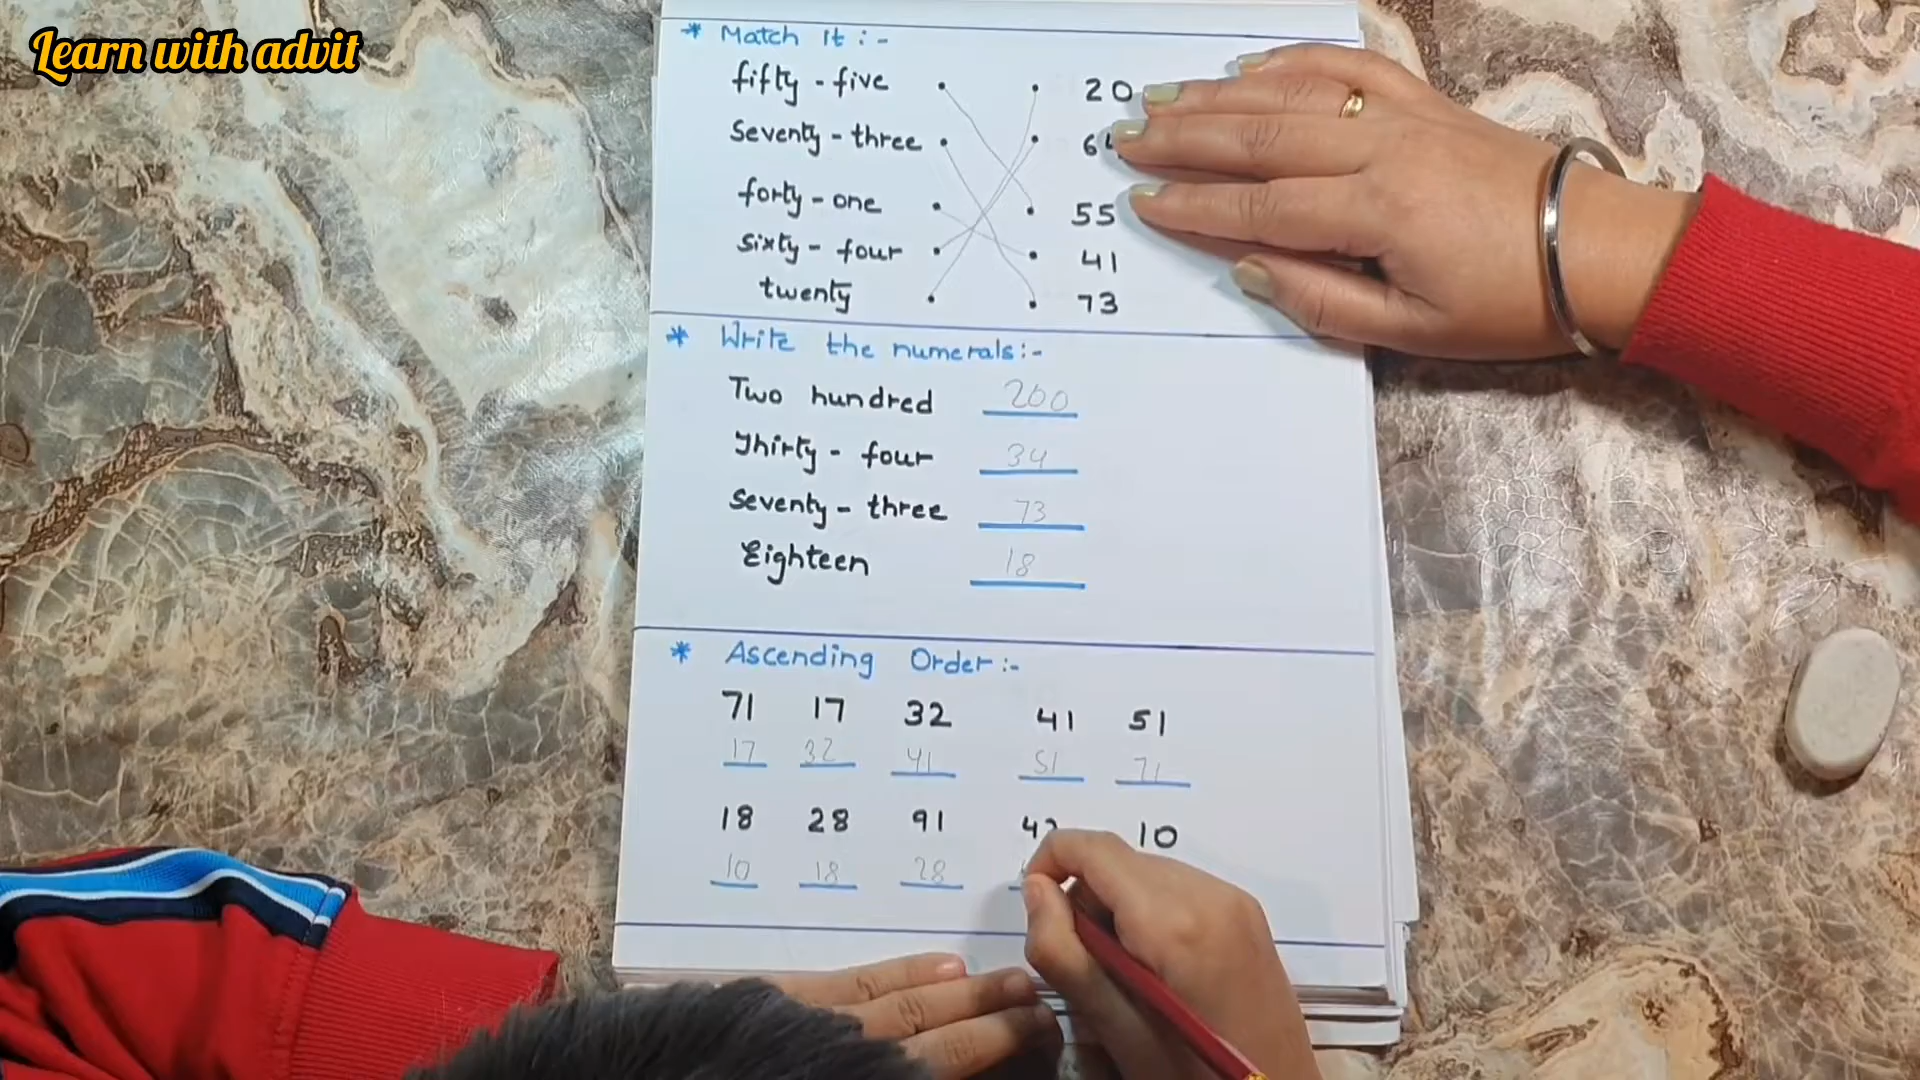 Learn with advit
* Match It :-
fifty - five 20
Seventy - three 64
forty - one 55
sixty - four 41
twenty 73
* Write the numerals :-
Two hundred 200
Thirty - four 34
Seventy - three 73
Eighteen 18
* Ascending Order :-
71 17 32 41 51
17 32 41 51 71
18 28 91 10
10 18 28